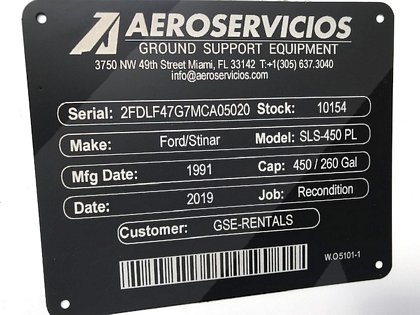 AEROSERVICIOS
GROUND SUPPORT EQUIPMENT
3750 NW 49th Street Miami, FL 33142 T:+1(305) 637.3040
info@aeroservicios.com
Serial: 2FDLF47G7MCA05020 Stock: 10154
Make: Ford/Stinar Model: SLS-450 PL
Mfg Date: 1991 Cap: 450 / 260 Gal
Date: 2019 Job: Recondition
Customer: GSE-RENTALS
W.O5101-1